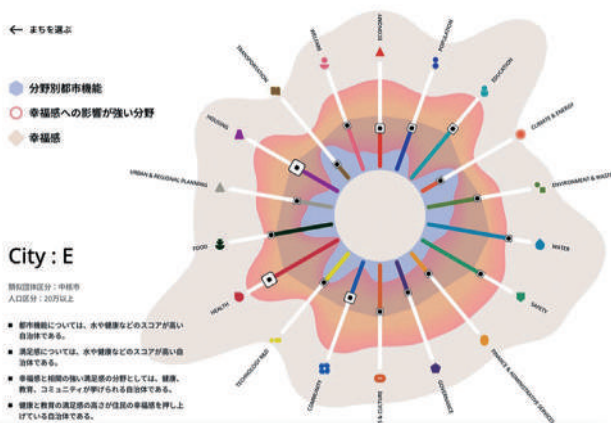 ← まちを選ぶ
分野別都市機能
幸福感への影響が強い分野
幸福感
City : E
類似団体区分：中核市
人口区分：20万以上
■ 都市機能については、水や健康などのスコアが高い
自治体である。
■ 満足感については、水や健康などのスコアが高い自
治体である。
■ 幸福感と相関の強い満足感の分野としては、健康、
教育、コミュニティが挙げられる自治体である。
■ 健康と教育の満足感の高さが住民の幸福感を押し上
げている自治体である。
ECONOMY
POPULATION
EDUCATION
CLIMATE & ENERGY
ENVIRONMENT & WASTE
WATER
SAFETY
FINANCE & ADMINISTRATIVE SERVICES
GOVERNANCE
& CULTURE
COMMUNITY
TECHNOLOGY R&D
HEALTH
FOOD
URBAN & REGIONAL PLANNING
HOUSING
TRANSPORTATION
WELFARE